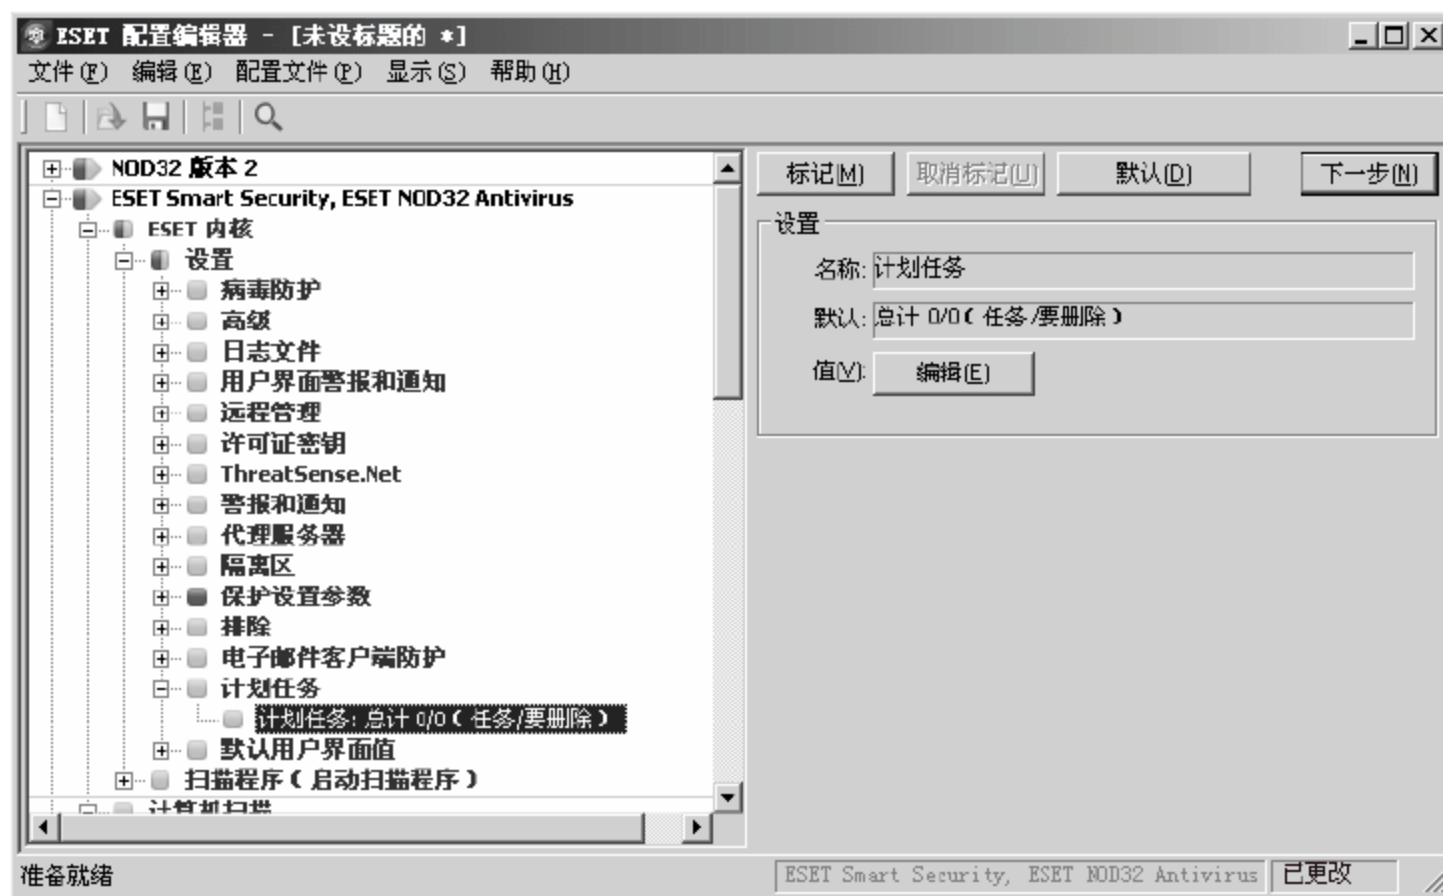 ESET 配置编辑器 - [未设标题的 *]
文件(F) 编辑(E) 配置文件(P) 显示(S) 帮助(H)
NOD32 版本 2
ESET Smart Security, ESET NOD32 Antivirus
ESET 内核
设置
病毒防护
高级
日志文件
用户界面警报和通知
远程管理
许可证密钥
ThreatSense.Net
警报和通知
代理服务器
隔离区
保护设置参数
排除
电子邮件客户端防护
计划任务
计划任务: 总计 0/0 ( 任务/要删除 )
默认用户界面值
扫描程序 ( 启动扫描程序 )
计算机扫描
标记(M) 取消标记(U) 默认(D) 下一步(N)
设置
名称: 计划任务
默认: 总计 0/0 ( 任务/要删除 )
值(V): 编辑(E)
准备就绪 ESET Smart Security, ESET NOD32 Antivirus 已更改